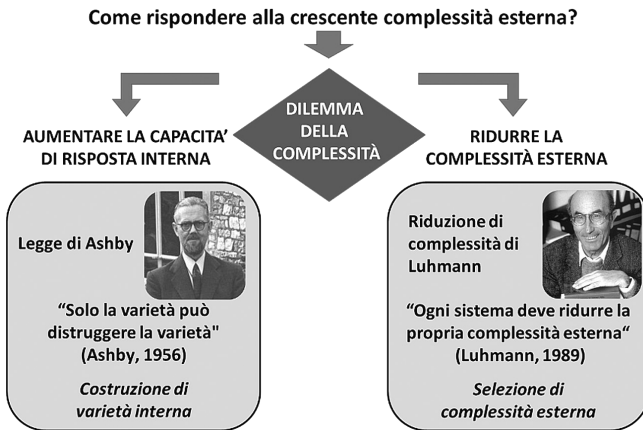 Come rispondere alla crescente complessità esterna?
DILEMMA
DELLA
COMPLESSITÀ
AUMENTARE LA CAPACITA’
DI RISPOSTA INTERNA
Legge di Ashby
“Solo la varietà può
distruggere la varietà"
(Ashby, 1956)
Costruzione di
varietà interna
RIDURRE LA
COMPLESSITÀ ESTERNA
Riduzione di
complessità di
Luhmann
“Ogni sistema deve ridurre la
propria complessità esterna“
(Luhmann, 1989)
Selezione di
complessità esterna